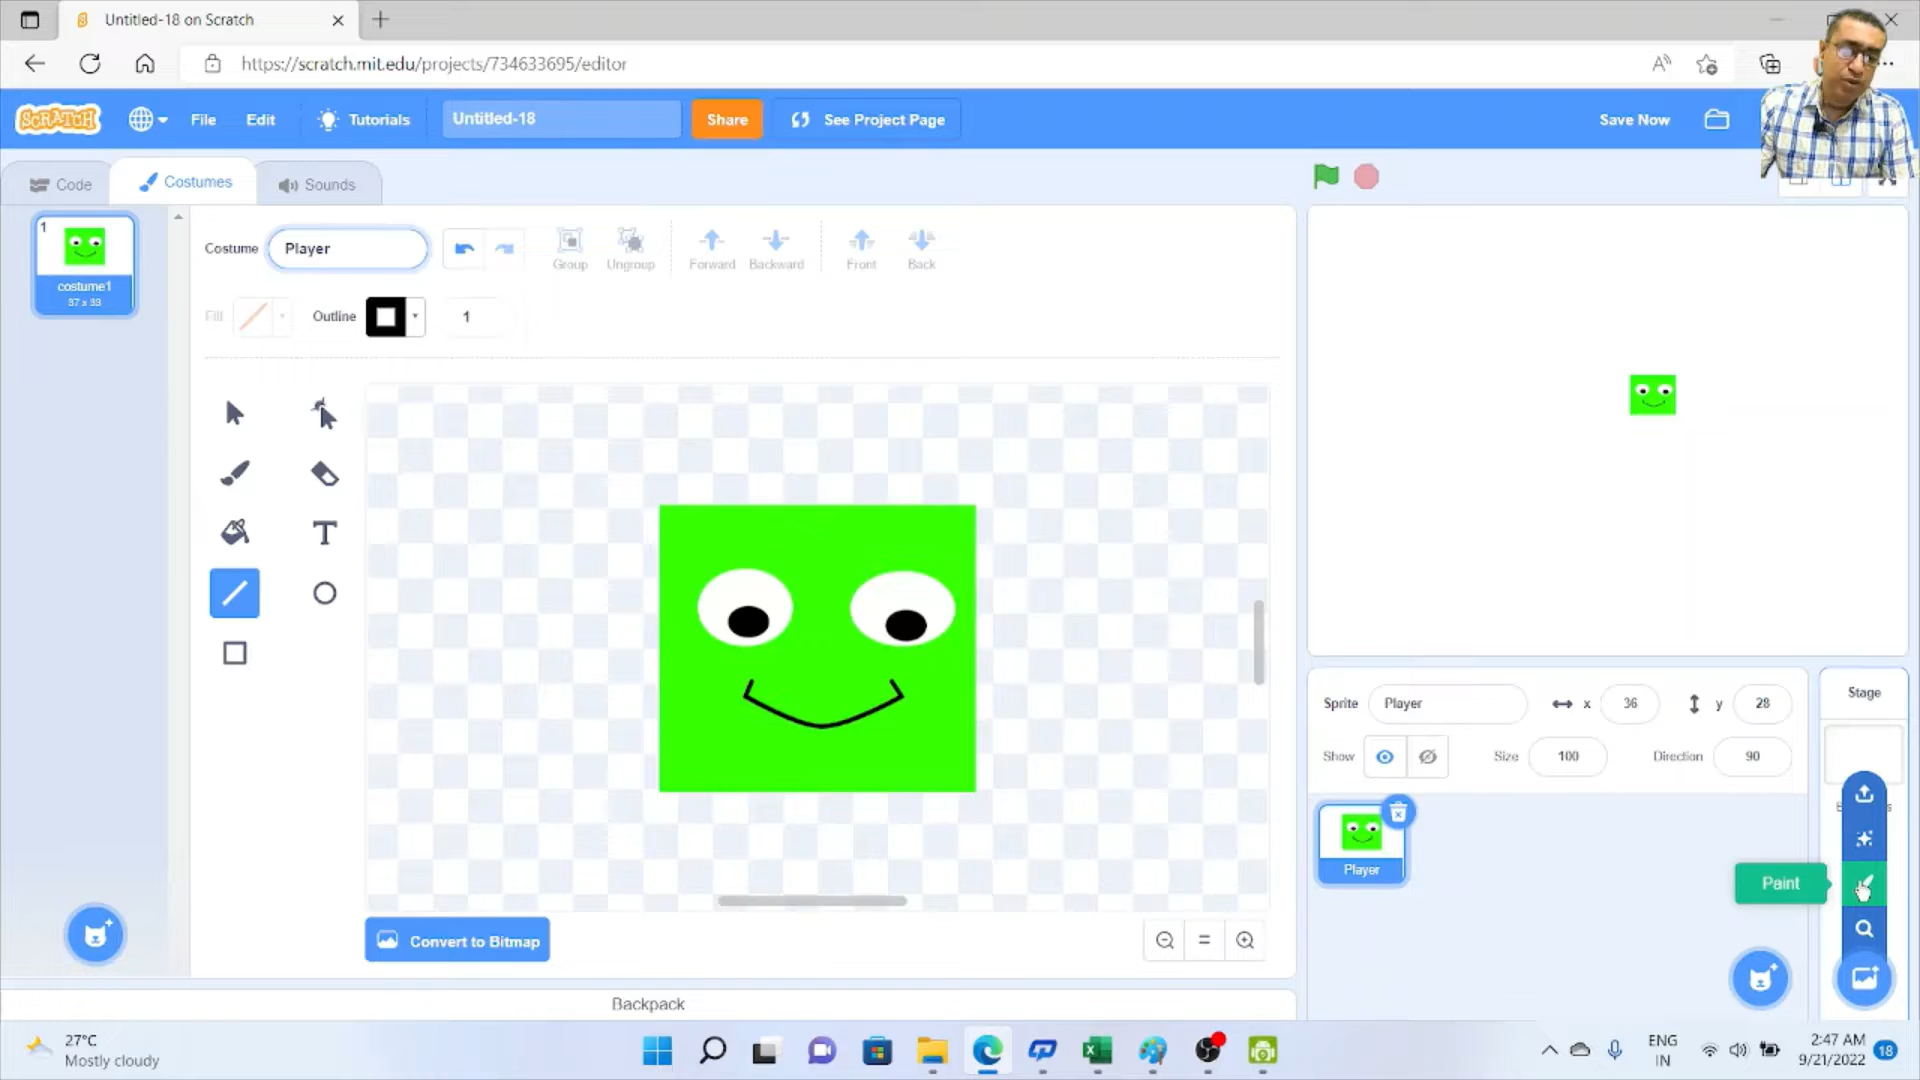 Untitled-18 on Scratch
https://scratch.mit.edu/projects/734633695/editor
SCRATCH
File
Edit
Tutorials
Untitled-18
Share
See Project Page
Save Now
Code
Costumes
Sounds
1
costume1
37 x 33
Costume
Player
Group
Ungroup
Forward
Backward
Front
Back
Fill
Outline
1
T
Convert to Bitmap
Backpack
Sprite
Player
x
36
y
28
Show
Size
100
Direction
90
Player
Stage
Paint
27°C
Mostly cloudy
ENG
IN
2:47 AM
9/21/2022
18